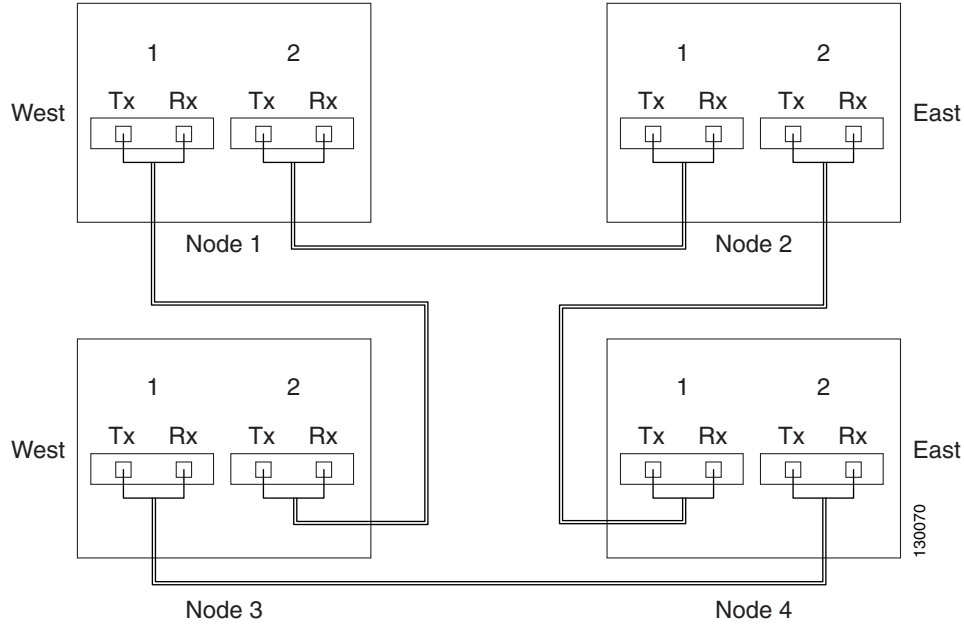 1 2
Tx Rx Tx Rx
West
Node 1
1 2
Tx Rx Tx Rx
East
Node 2
1 2
Tx Rx Tx Rx
West
Node 3
1 2
Tx Rx Tx Rx
East
Node 4
130070